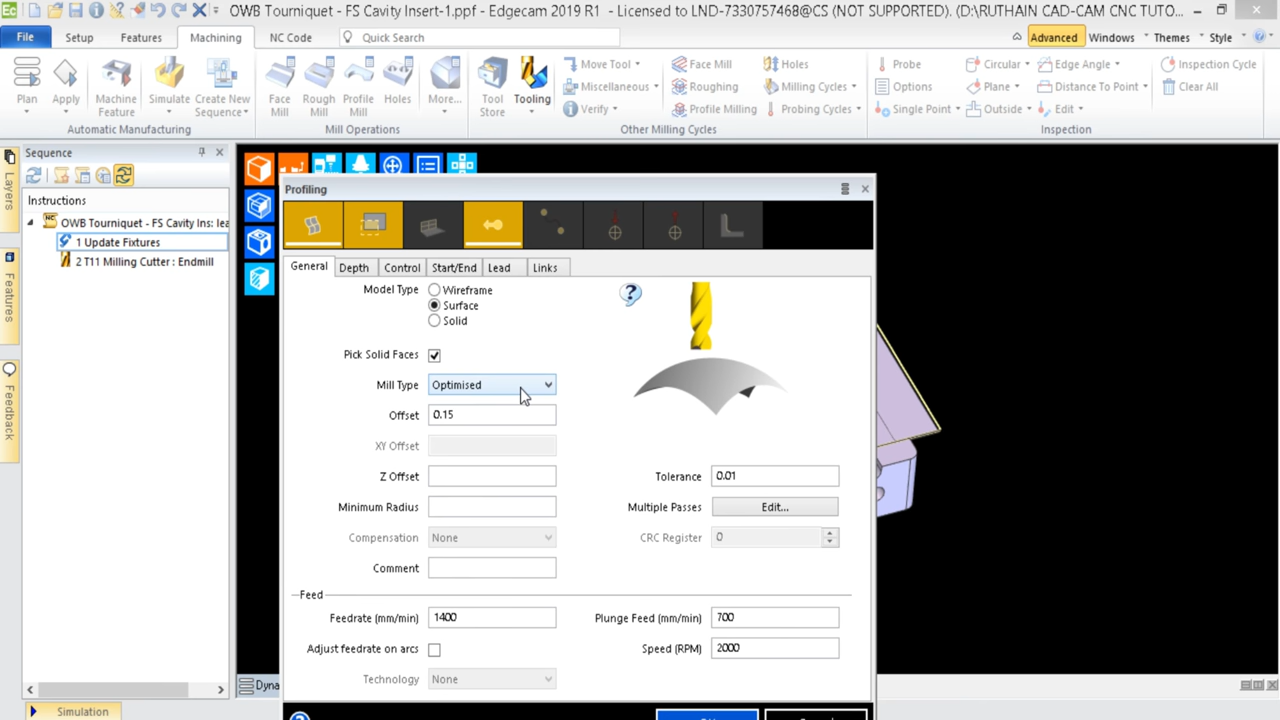 OWB Tourniquet - FS Cavity Insert-1.ppf - Edgecam 2019 R1 - Licensed to LMD-7330757468@CS (NOT SUPPORTED). (D:\RUTHAIN CAD-CAM CNC TUTO...
File Setup Features Machining NC Code Quick Search Advanced Windows Themes Style
Plan Apply Machine Feature Simulate Create New Sequence
Automatic Manufacturing
Face Mill Rough Mill Profile Mill Holes More...
Mill Operations
Tool Store Tooling
Move Tool Face Mill Holes
Miscellaneous Roughing Milling Cycles
Verify Profile Milling Probing Cycles
Other Milling Cycles
Probe Circular Edge Angle Inspection Cycle
Options Plane Distance To Point Clear All
Single Point Outside Edit
Inspection
Layers
Features
Feedback
Sequence
Instructions
OWB Tourniquet - FS Cavity Ins: lea
1 Update Fixtures
2 T11 Milling Cutter : Endmill
Simulation
Dyna
Profiling
General Depth Control Start/End Lead Links
Model Type Wireframe
Surface
Solid
Pick Solid Faces
Mill Type Optimised
Offset 0.15
XY Offset
Z Offset Tolerance 0.01
Minimum Radius Multiple Passes Edit...
Compensation None CRC Register 0
Comment
Feed
Feedrate (mm/min) 1400 Plunge Feed (mm/min) 700
Adjust feedrate on arcs Speed (RPM) 2000
Technology None